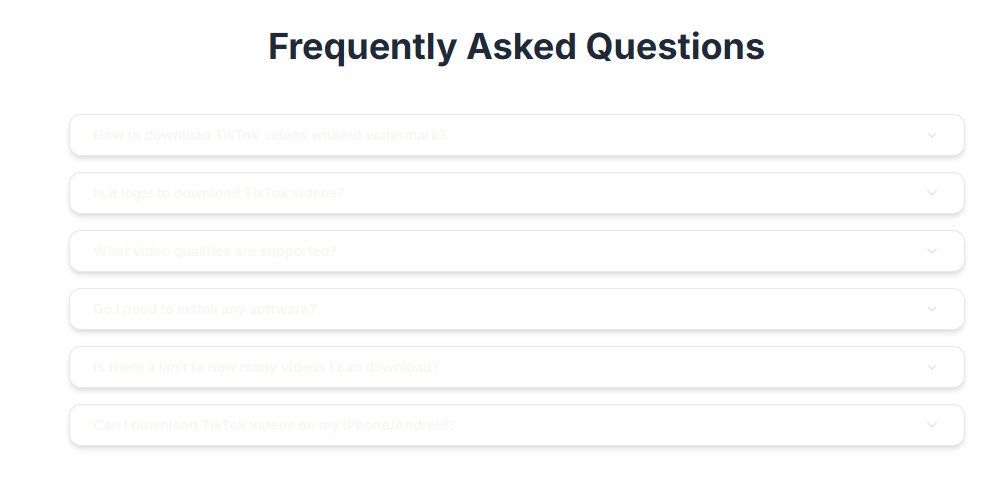 Frequently Asked Questions
How to download TikTok videos without watermark?
Is it legal to download TikTok videos?
What video qualities are supported?
Do I need to install any software?
Is there a limit to how many videos I can download?
Can I download TikTok videos on my iPhone/Android?